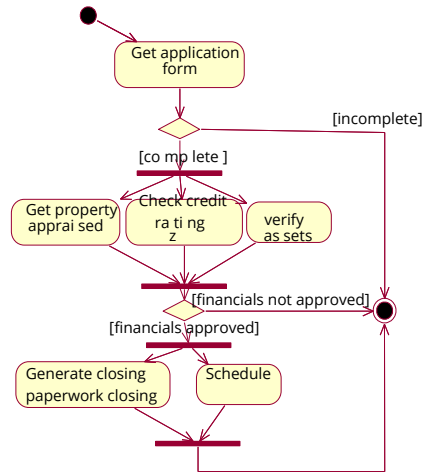 Get application
form
[incomplete]
[co mp lete ]
Get property
apprai sed
Check credit
ra ti ng
z
verify
as sets
[financials not approved]
[financials approved]
Generate closing
paperwork closing
Schedule